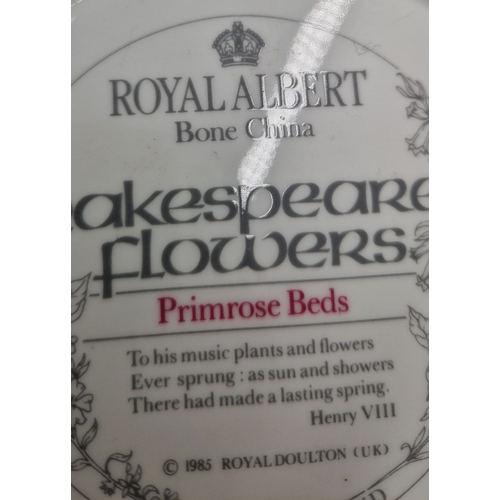 ROYAL ALBERT
Bone China
akespeare
flowers
Primrose Beds
To his music plants and flowers
Ever sprung : as sun and showers
There had made a lasting spring.
Henry VIII
© 1985 ROYAL DOULTON (UK)